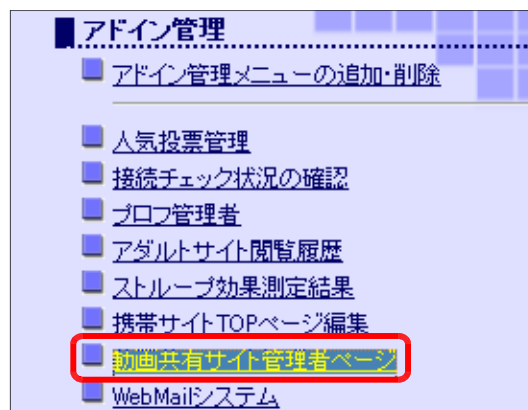 アドイン管理
アドイン管理メニューの追加・削除
人気投票管理
接続チェック状況の確認
プロフ管理者
アダルトサイト閲覧履歴
ストループ効果測定結果
携帯サイトTOPページ編集
動画共有サイト管理者ページ
WebMailシステム